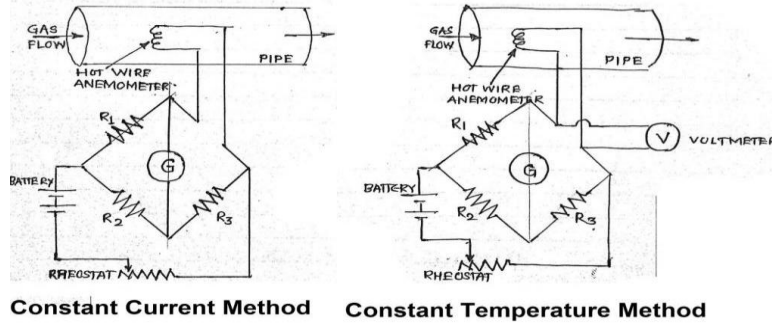 GAS
FLOW
PIPE
HOT WIRE
ANEMOMETER
R1
G
BATTERY
R2
R3
RHEOSTAT
Constant Current Method
GAS
FLOW
PIPE
HOT WIRE
ANEMOMETER
R1
G
V
VOLTMETER
BATTERY
R2
R3
RHEOSTAT
Constant Temperature Method